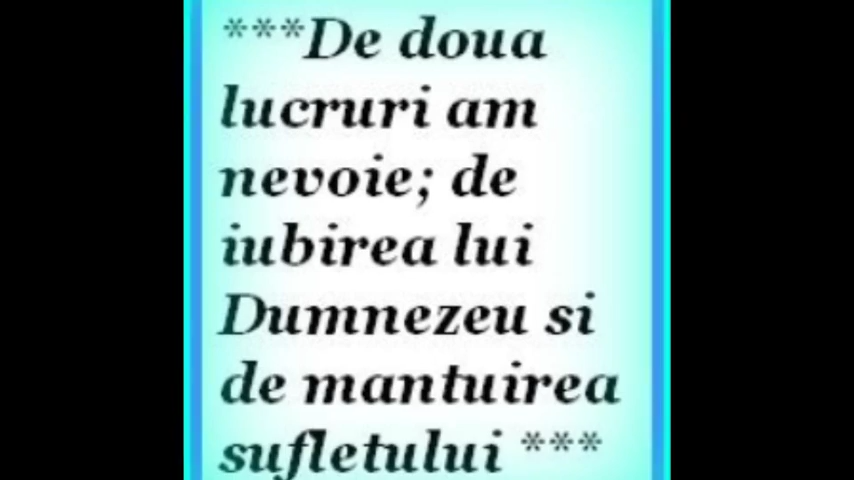 ***De doua
lucruri am
nevoie; de
iubirea lui
Dumnezeu si
de mantuirea
sufletului ***